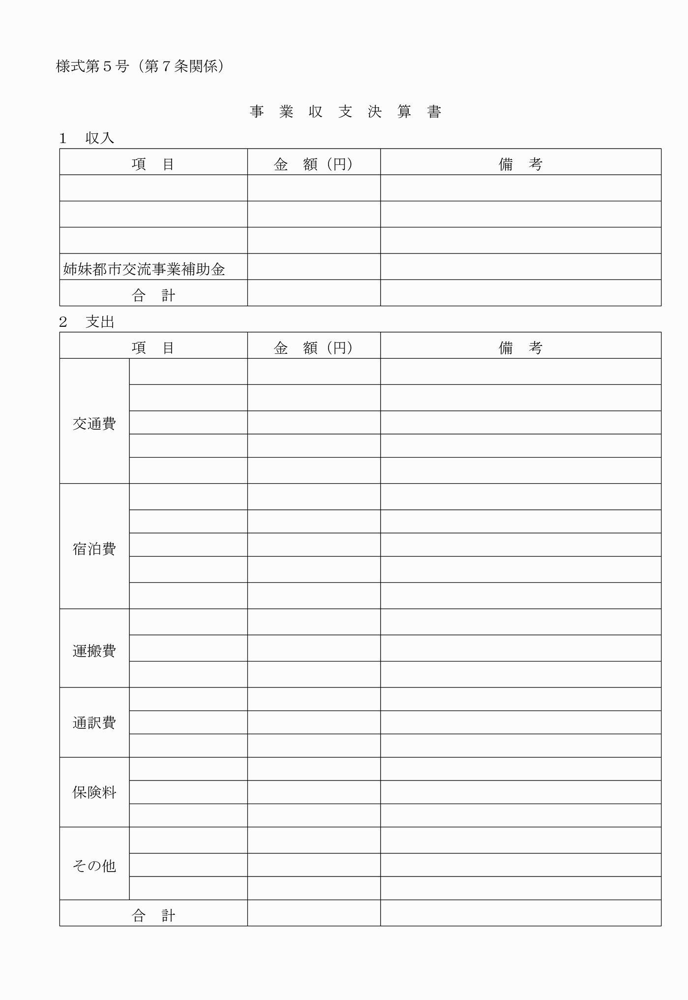 様式第５号（第７条関係）
事　業　収　支　決　算　書
１　収入
項　目　金　額（円）　備　考
姉妹都市交流事業補助金
合　計
２　支出
項　目　金　額（円）　備　考
交通費
宿泊費
運搬費
通訳費
保険料
その他
合　計